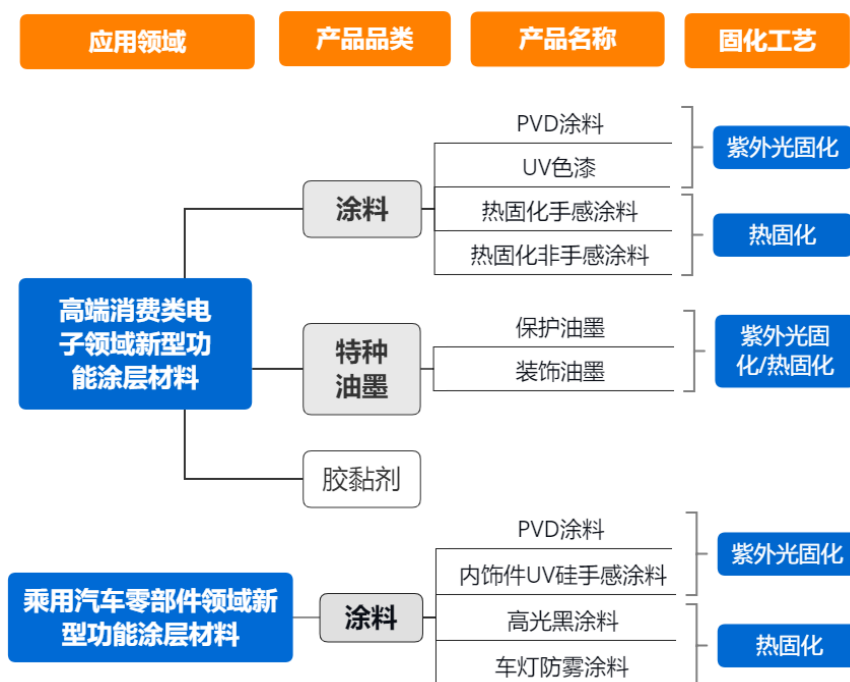 应用领域
产品品类
产品名称
固化工艺
高端消费类电
子领域新型功
能涂层材料
涂料
PVD涂料
UV色漆
热固化手感涂料
热固化非手感涂料
紫外光固化
热固化
特种
油墨
保护油墨
装饰油墨
紫外光固
化/热固化
胶黏剂
乘用汽车零部件领域新
型功能涂层材料
涂料
PVD涂料
内饰件UV硅手感涂料
高光黑涂料
车灯防雾涂料
紫外光固化
热固化